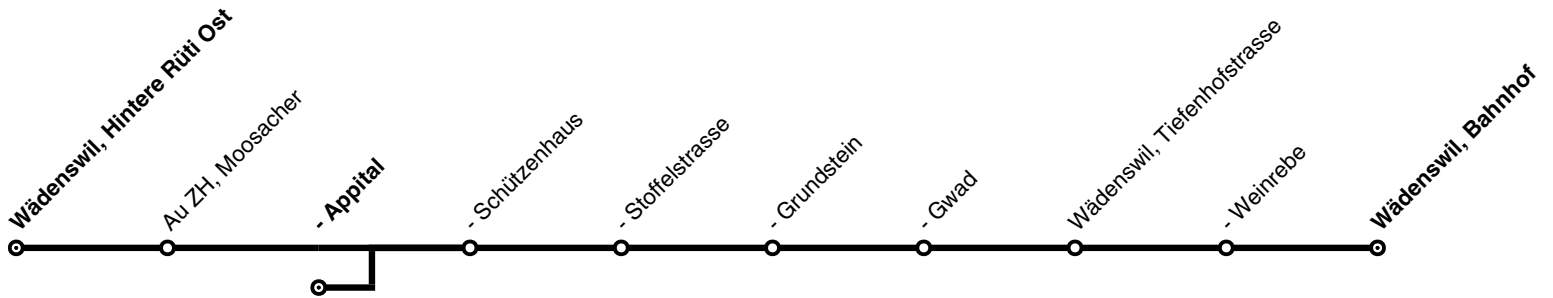 Wädenswil, Hintere Rüti Ost
Au ZH, Moosacher
- Appital
- Schützenhaus
- Stoffelstrasse
- Grundstein
- Gwad
Wädenswil, Tiefenhofstrasse
- Weinrebe
Wädenswil, Bahnhof